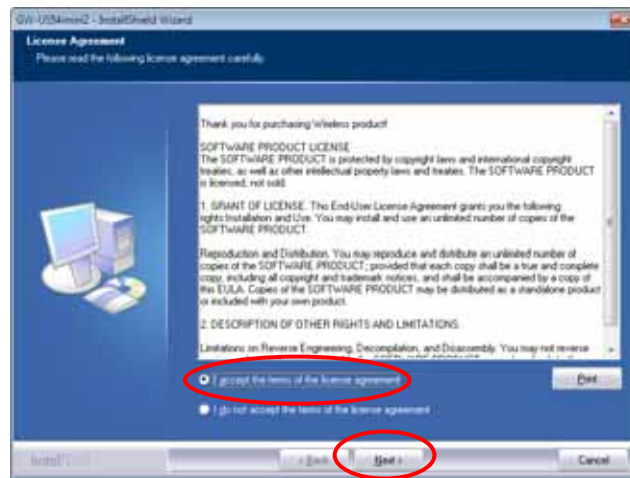 GW-US54mini2 - InstallShield Wizard
License Agreement
Please read the following license agreement carefully.
Thank you for purchasing Wireless product!
SOFTWARE PRODUCT LICENSE
The SOFTWARE PRODUCT is protected by copyright laws and international copyright
treaties, as well as other intellectual property laws and treaties. The SOFTWARE PRODUCT
is licensed, not sold.
1. GRANT OF LICENSE. This End-User License Agreement grants you the following
rights:Installation and Use. You may install and use an unlimited number of copies of the
SOFTWARE PRODUCT.
Reproduction and Distribution. You may reproduce and distribute an unlimited number of
copies of the SOFTWARE PRODUCT; provided that each copy shall be a true and complete
copy, including all copyright and trademark notices, and shall be accompanied by a copy of
this EULA. Copies of the SOFTWARE PRODUCT may be distributed as a standalone product
or included with your own product.
2. DESCRIPTION OF OTHER RIGHTS AND LIMITATIONS.
Limitations on Reverse Engineering, Decompilation, and Disassembly. You may not reverse
I accept the terms of the license agreement
Print
I do not accept the terms of the license agreement
< Back
Next >
Cancel